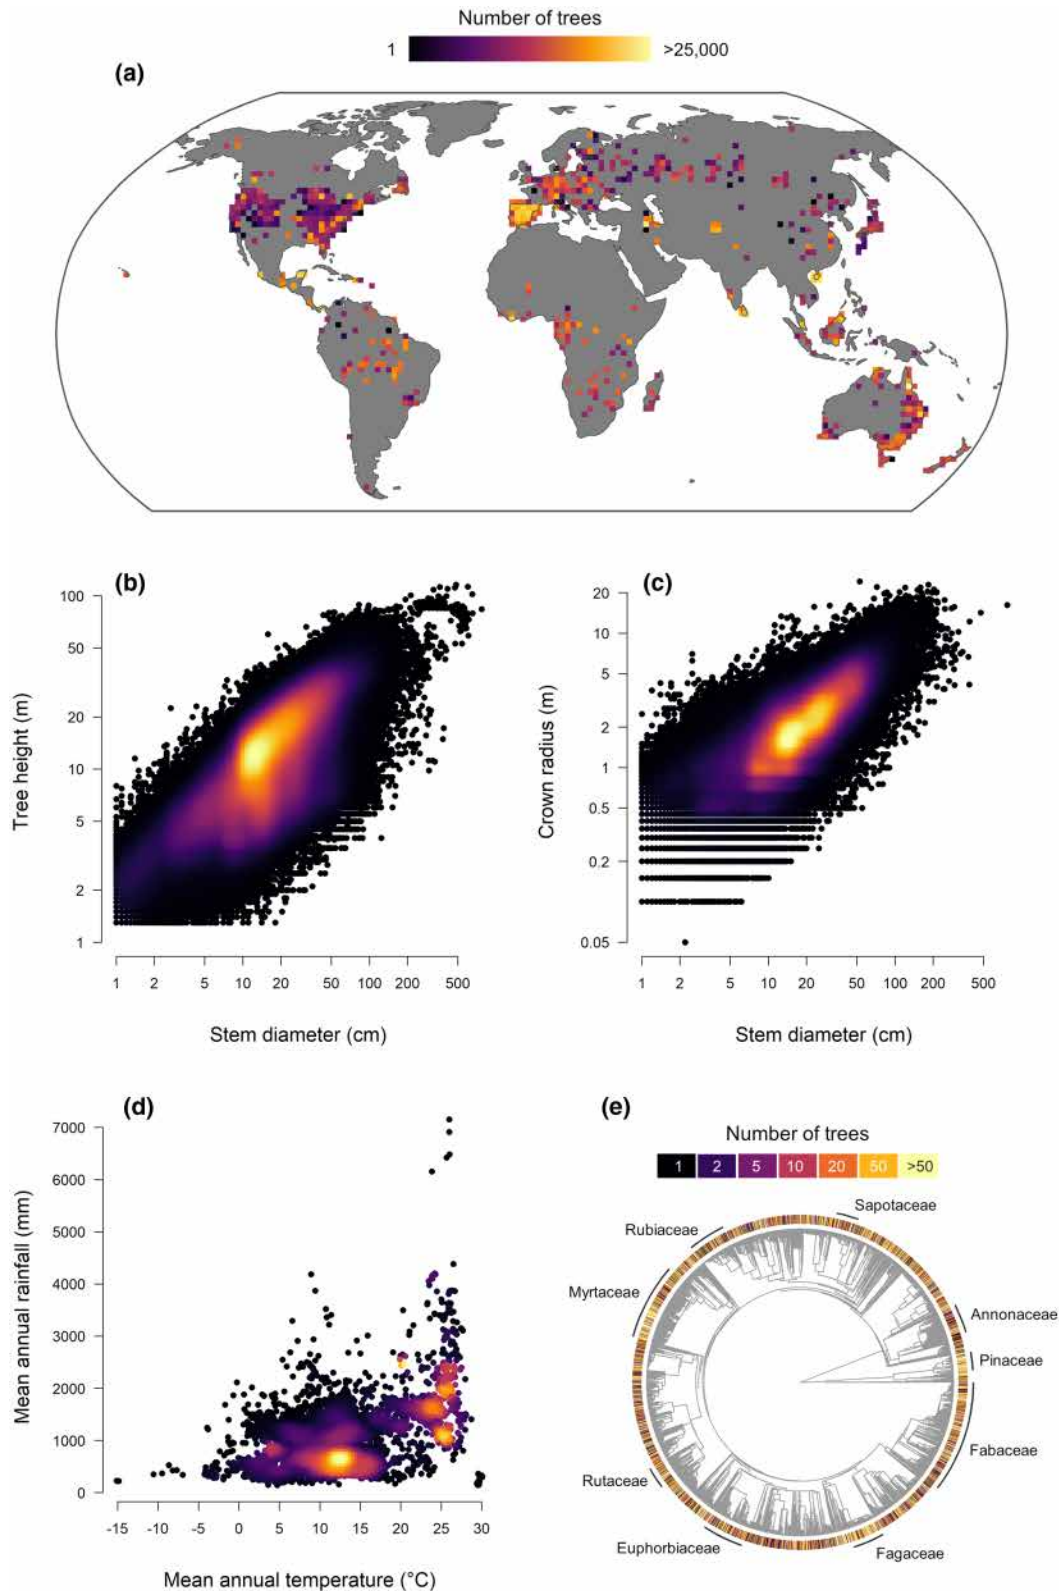 Number of trees
1 >25,000
(a)
(b)
100
50
20
10
5
2
1
Tree height (m)
1 2 5 10 20 50 100 200 500
Stem diameter (cm)
(c)
20
10
5
2
1
0.5
0.2
0.05
Crown radius (m)
1 2 5 10 20 50 100 200 500
Stem diameter (cm)
(d)
7000
6000
5000
4000
3000
2000
1000
0
Mean annual rainfall (mm)
-15 -10 -5 0 5 10 15 20 25 30
Mean annual temperature (°C)
(e)
Number of trees
1 2 5 10 20 50 >50
Sapotaceae
Rubiaceae
Myrtaceae
Annonaceae
Pinaceae
Fabaceae
Rutaceae
Euphorbiaceae
Fagaceae